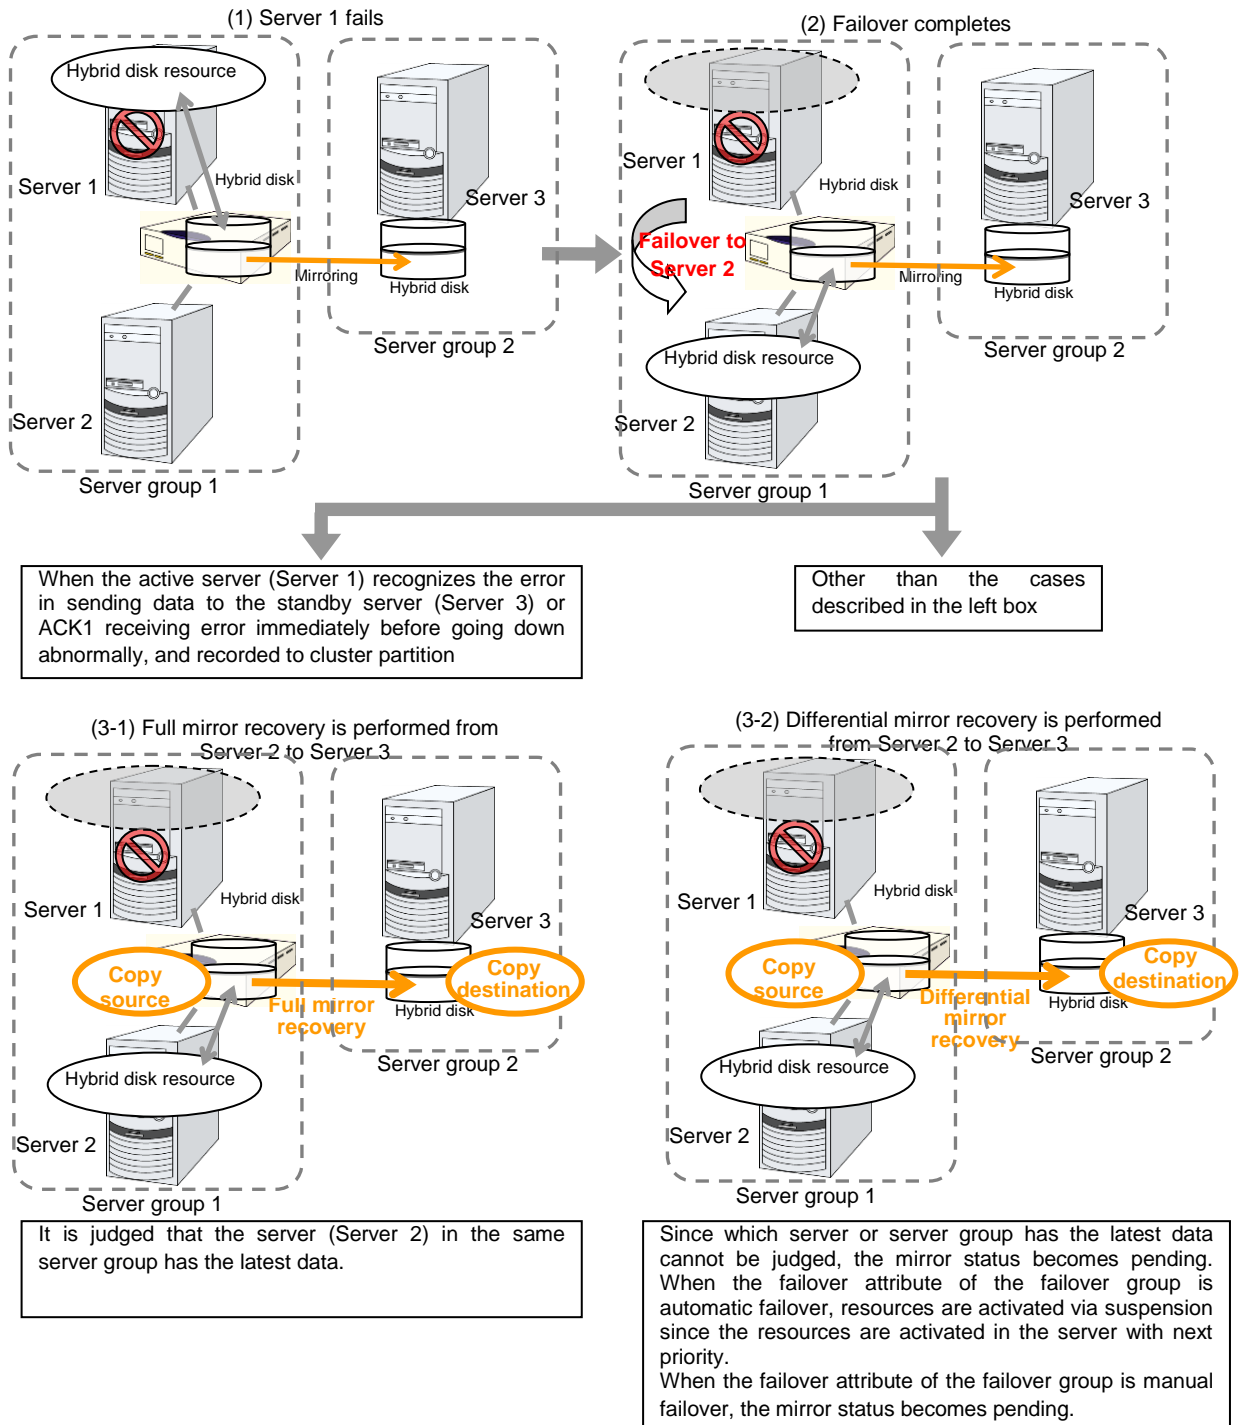 (1) Server 1 fails
Hybrid disk resource
Server 1
Hybrid disk
Server 3
Mirroring
Hybrid disk
Server group 2
Server 2
Server group 1
(2) Failover completes
Server 1
Hybrid disk
Server 3
Failover to
Server 2
Mirroring
Hybrid disk
Server group 2
Hybrid disk resource
Server 2
Server group 1
When the active server (Server 1) recognizes the error
in sending data to the standby server (Server 3) or
ACK1 receiving error immediately before going down
abnormally, and recorded to cluster partition
Other than the cases
described in the left box
(3-1) Full mirror recovery is performed from
Server 2 to Server 3
Server 1
Hybrid disk
Server 3
Copy
source
Copy
destination
Full mirror
recovery
Hybrid disk
Server group 2
Hybrid disk resource
Server 2
Server group 1
It is judged that the server (Server 2) in the same
server group has the latest data.
(3-2) Differential mirror recovery is performed
from Server 2 to Server 3
Server 1
Hybrid disk
Server 3
Copy
source
Copy
destination
Differential
mirror
recovery
Hybrid disk
Server group 2
Hybrid disk resource
Server 2
Server group 1
Since which server or server group has the latest data
cannot be judged, the mirror status becomes pending.
When the failover attribute of the failover group is
automatic failover, resources are activated via suspension
since the resources are activated in the server with next
priority.
When the failover attribute of the failover group is manual
failover, the mirror status becomes pending.